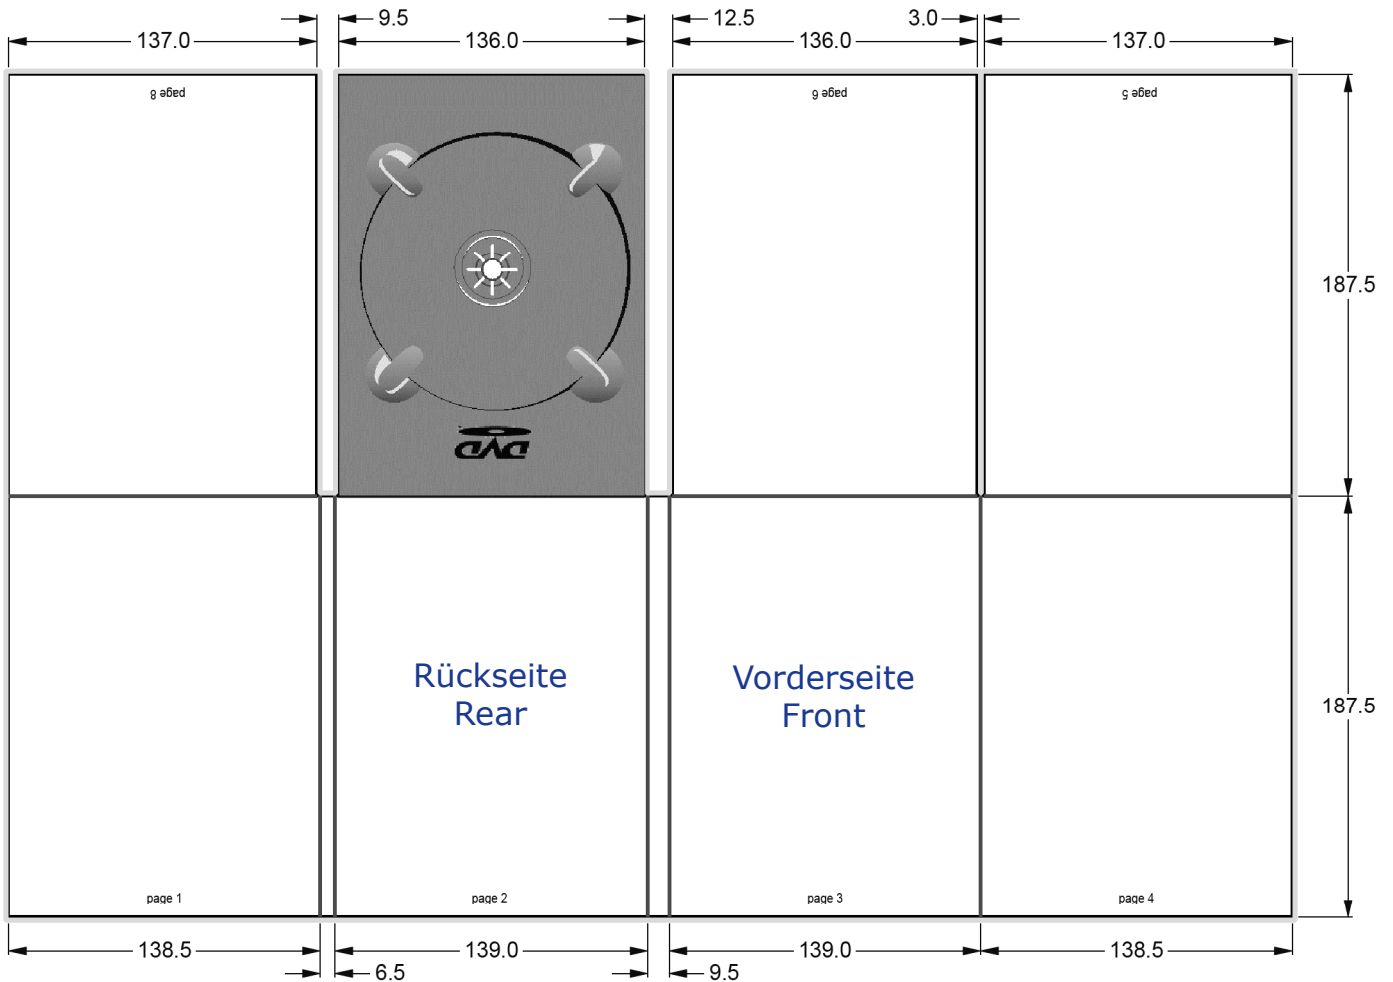 9.5
12.5
3.0
137.0
136.0
136.0
137.0
page 8
page 6
page 5
187.5
DVD
Rückseite
Rear
Vorderseite
Front
187.5
page 1
page 2
page 3
page 4
138.5
139.0
139.0
138.5
6.5
9.5